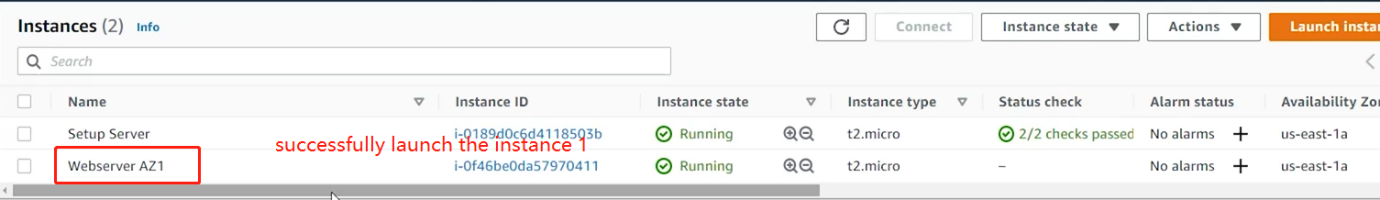 Instances (2) Info Connect Instance state Actions Launch insta
Search
Name Instance ID Instance state Instance type Status check Alarm status Availability Zo
Setup Server i-0189d0c6d4118503b Running t2.micro 2/2 checks passed No alarms + us-east-1a
successfully launch the instance 1
Webserver AZ1 i-0f46be0da57970411 Running t2.micro – No alarms + us-east-1a